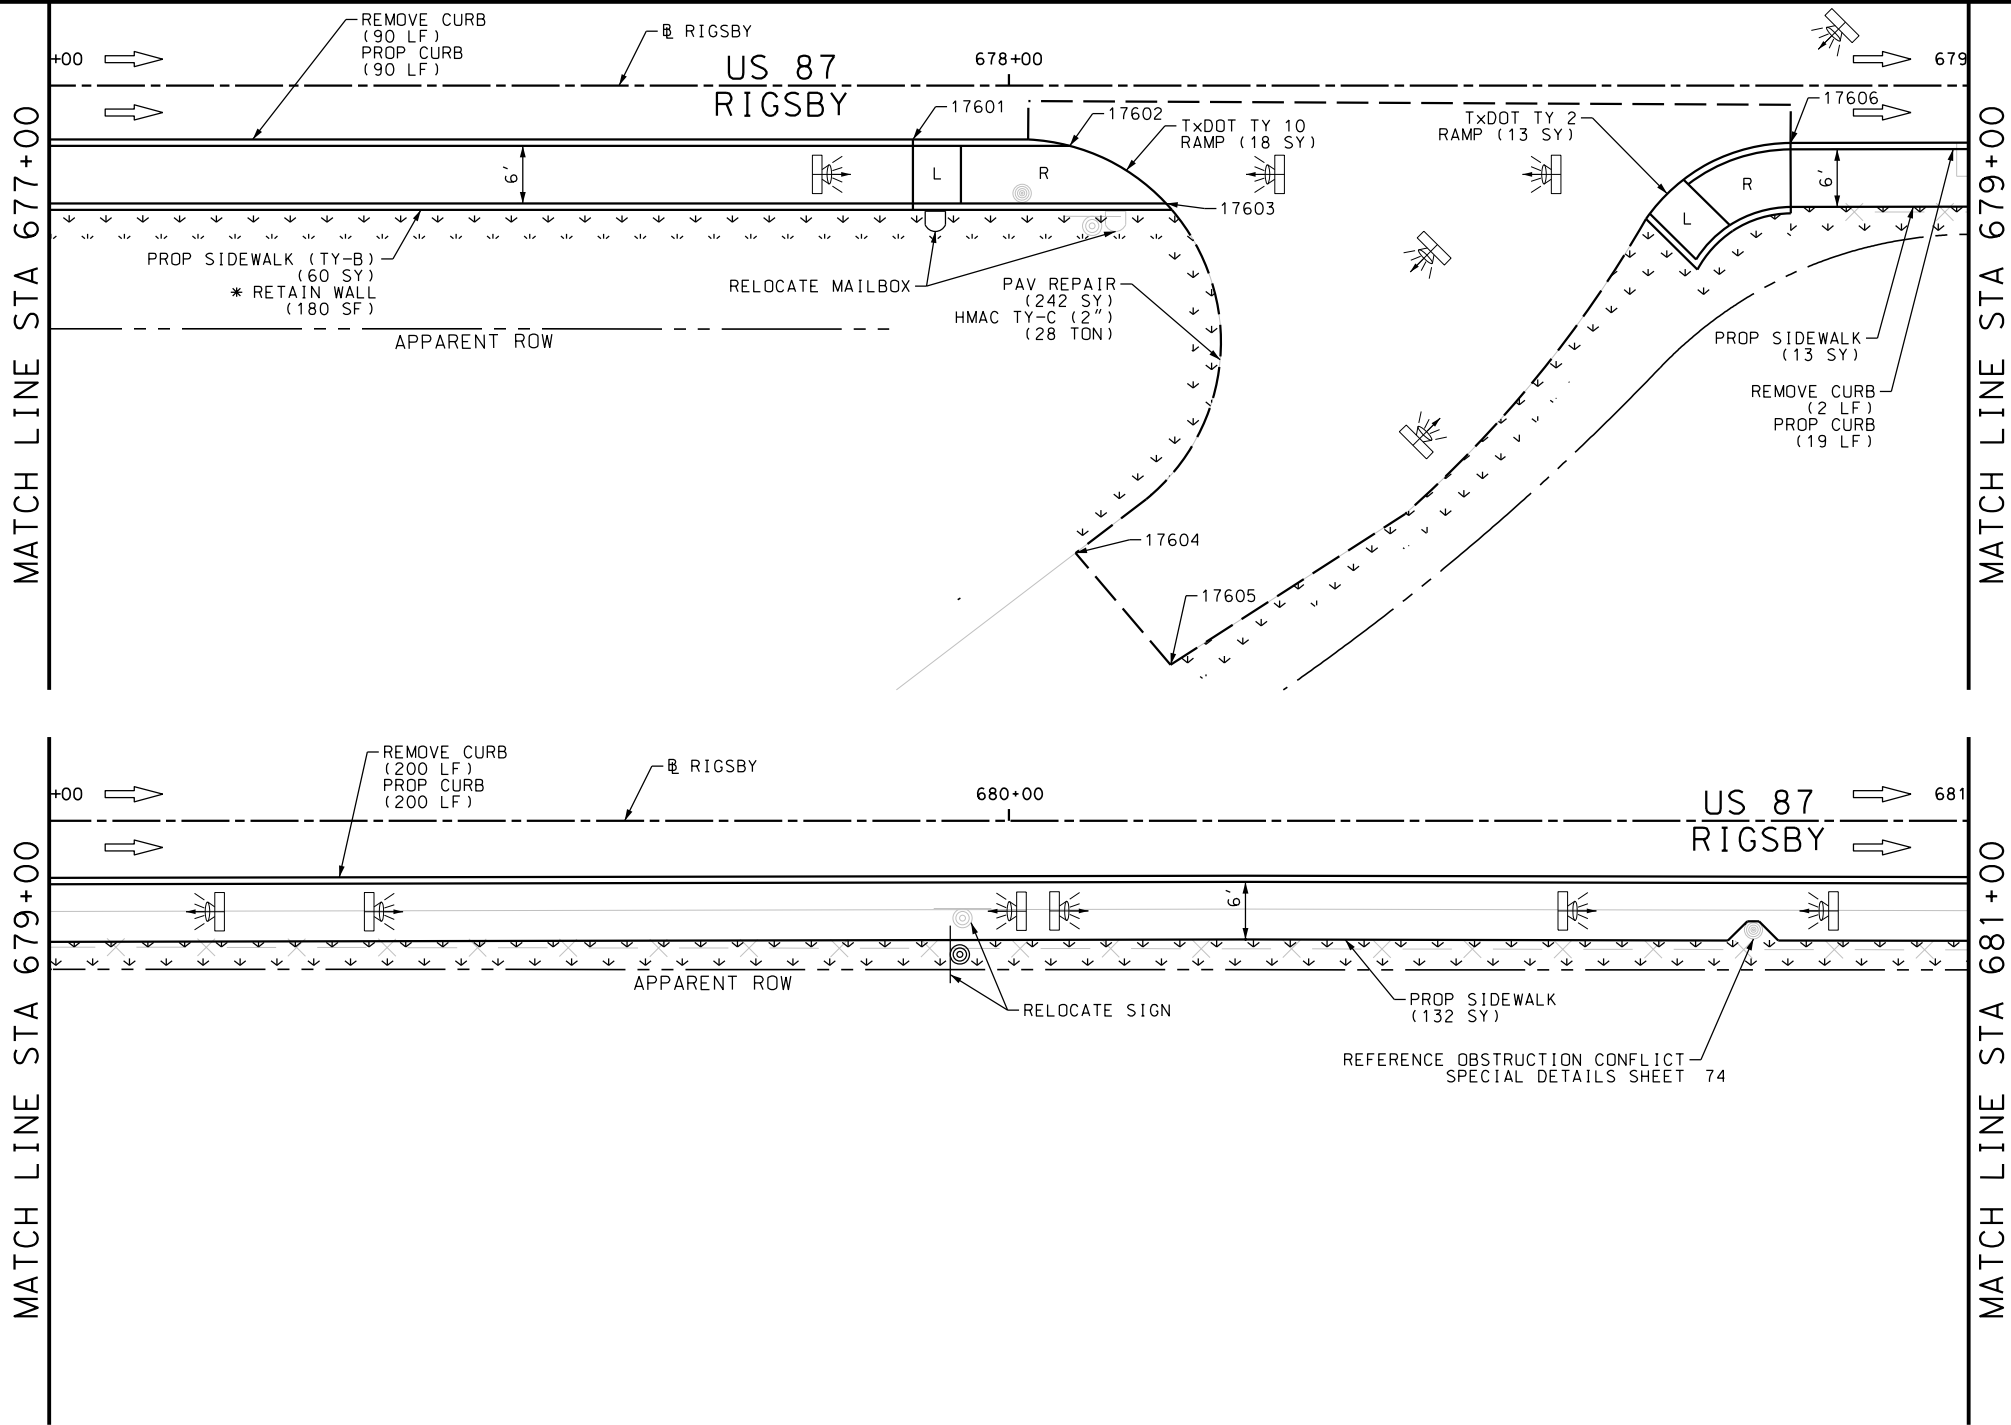 REMOVE CURB
(90 LF)
PROP CURB
(90 LF)
BL RIGSBY
+00
US 87
RIGSBY
678+00
679
17601
17602
TxDOT TY 10
RAMP (18 SY)
TxDOT TY 2
RAMP (13 SY)
17606
6'
L
R
17603
L
R
6'
PROP SIDEWALK (TY-B)
(60 SY)
* RETAIN WALL
(180 SF)
RELOCATE MAILBOX
PAV REPAIR
(242 SY)
HMAC TY-C (2")
(28 TON)
APPARENT ROW
PROP SIDEWALK
(13 SY)
REMOVE CURB
(2 LF)
PROP CURB
(19 LF)
17604
17605
MATCH LINE STA 677+00
MATCH LINE STA 679+00
REMOVE CURB
(200 LF)
PROP CURB
(200 LF)
BL RIGSBY
+00
680+00
US 87
RIGSBY
681
6'
APPARENT ROW
RELOCATE SIGN
PROP SIDEWALK
(132 SY)
REFERENCE OBSTRUCTION CONFLICT
SPECIAL DETAILS SHEET 74
MATCH LINE STA 679+00
MATCH LINE STA 681+00